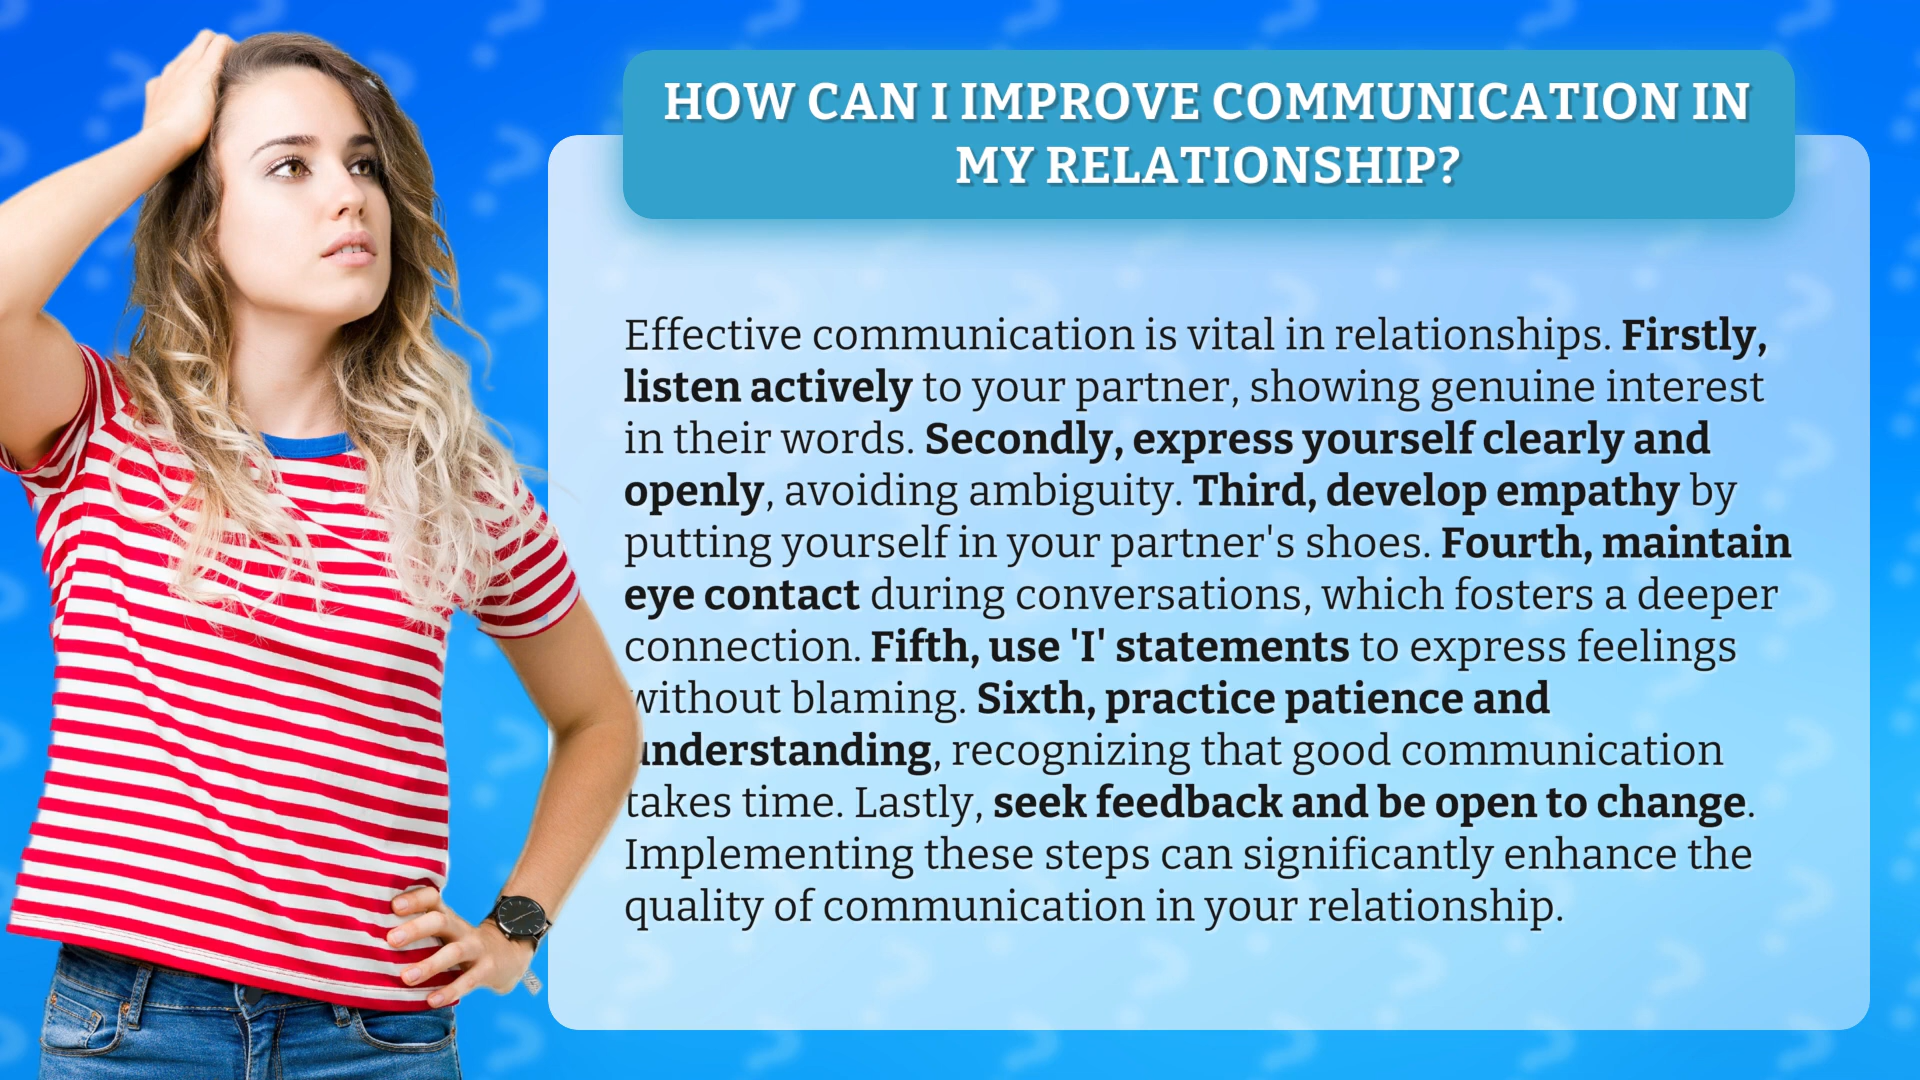 HOW CAN I IMPROVE COMMUNICATION IN
MY RELATIONSHIP?
Effective communication is vital in relationships. Firstly,
listen actively to your partner, showing genuine interest
in their words. Secondly, express yourself clearly and
openly, avoiding ambiguity. Third, develop empathy by
putting yourself in your partner's shoes. Fourth, maintain
eye contact during conversations, which fosters a deeper
connection. Fifth, use 'I' statements to express feelings
without blaming. Sixth, practice patience and
understanding, recognizing that good communication
takes time. Lastly, seek feedback and be open to change.
Implementing these steps can significantly enhance the
quality of communication in your relationship.